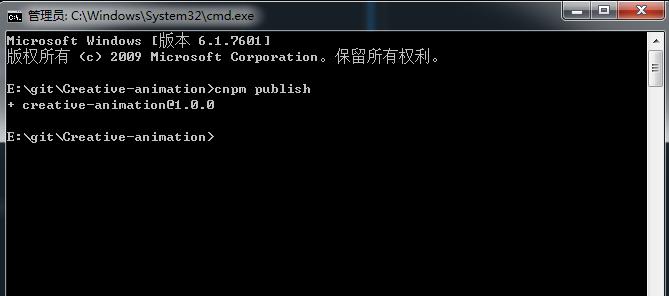 管理员: C:\Windows\System32\cmd.exe
Microsoft Windows [版本 6.1.7601]
版权所有 (c) 2009 Microsoft Corporation。保留所有权利。
E:\git\Creative-animation>cnpm publish
+ creative-animation@1.0.0
E:\git\Creative-animation>